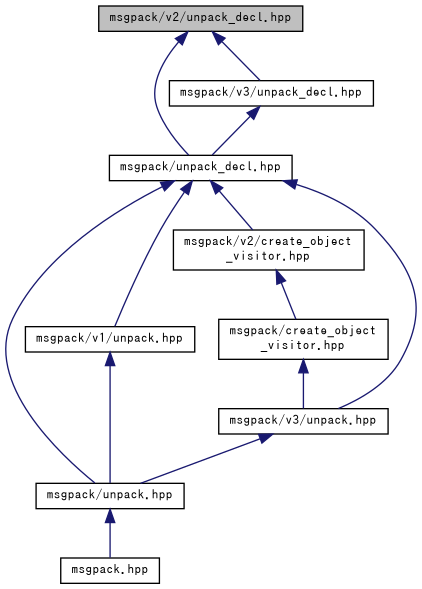 msgpack/v2/unpack_decl.hpp
msgpack/v3/unpack_decl.hpp
msgpack/unpack_decl.hpp
msgpack/v2/create_object
_visitor.hpp
msgpack/v1/unpack.hpp
msgpack/create_object
_visitor.hpp
msgpack/v3/unpack.hpp
msgpack/unpack.hpp
msgpack.hpp